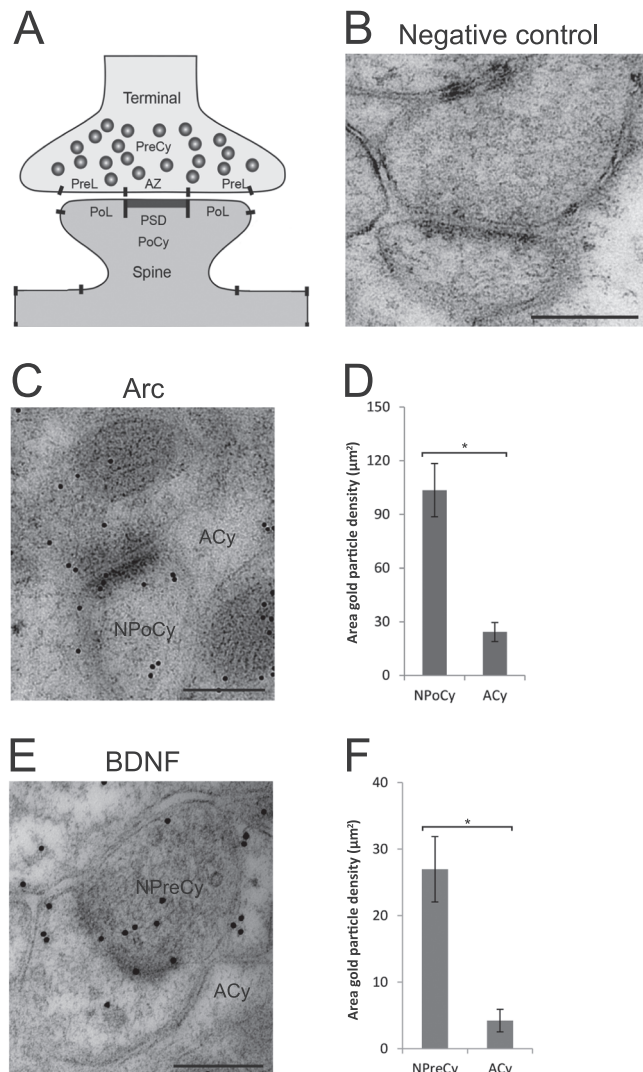 A
Terminal
PreCy
PreL AZ PreL
PoL PSD PoL
PoCy
Spine
B Negative control
C Arc
ACy
NPoCy
D
Area gold particle density (µm²)
150
120
90
60
30
0
*
NPoCy ACy
E BDNF
NPreCy
ACy
F
Area gold particle density (µm²)
40
30
20
10
0
*
NPreCy ACy